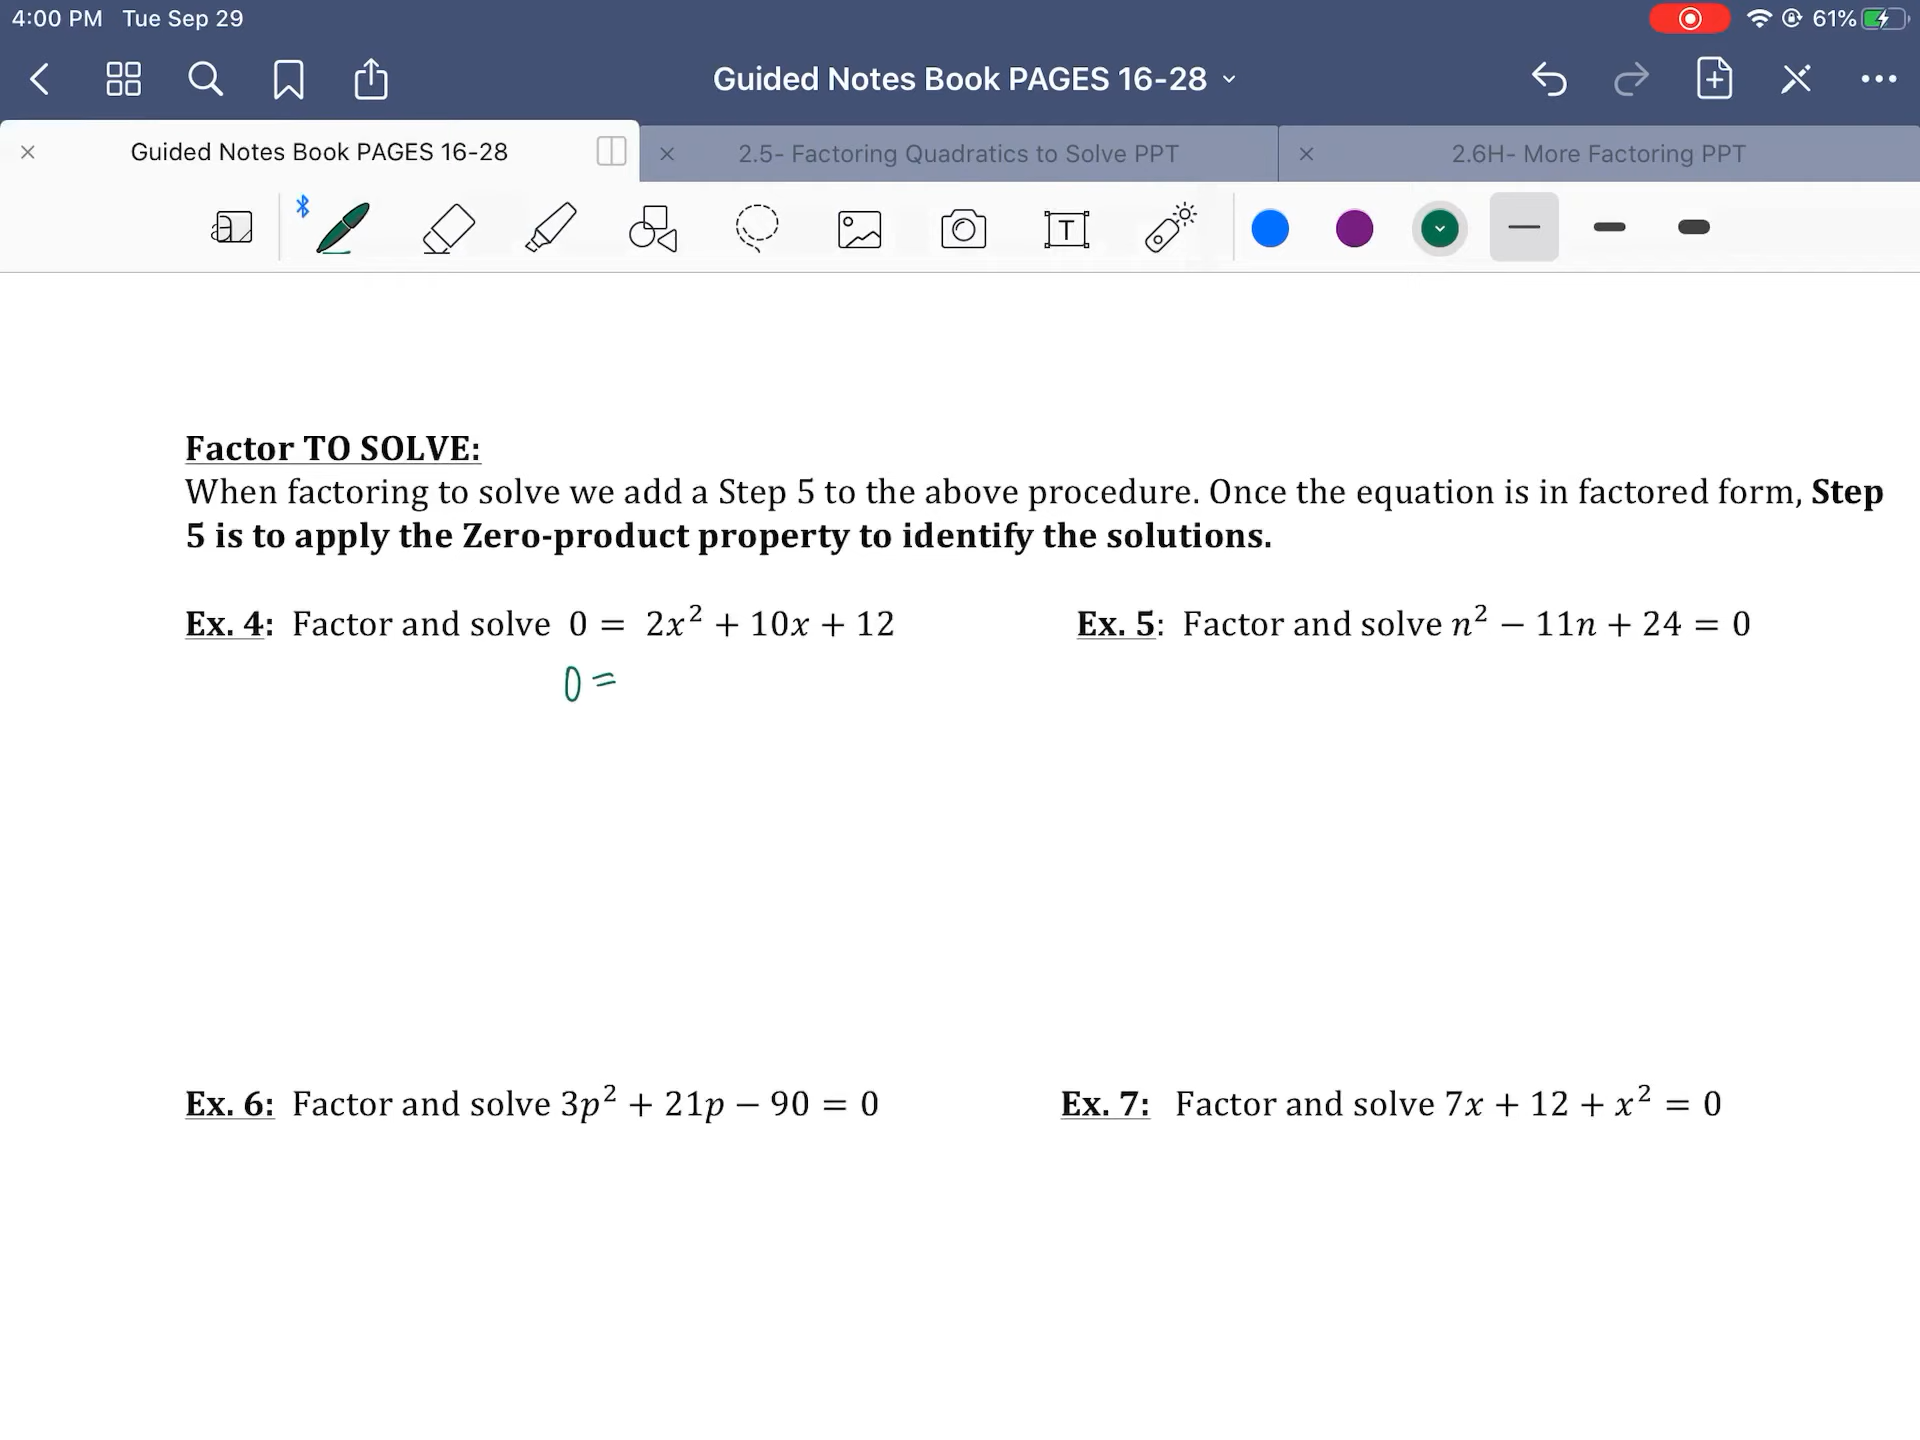 4:00 PM Tue Sep 29
61%
Guided Notes Book PAGES 16-28
Guided Notes Book PAGES 16-28
2.5- Factoring Quadratics to Solve PPT
2.6H- More Factoring PPT
Factor TO SOLVE:
When factoring to solve we add a Step 5 to the above procedure. Once the equation is in factored form, Step
5 is to apply the Zero-product property to identify the solutions.
Ex. 4: Factor and solve 0 = 2x² + 10x + 12
Ex. 5: Factor and solve n² − 11n + 24 = 0
0 =
Ex. 6: Factor and solve 3p² + 21p − 90 = 0
Ex. 7: Factor and solve 7x + 12 + x² = 0